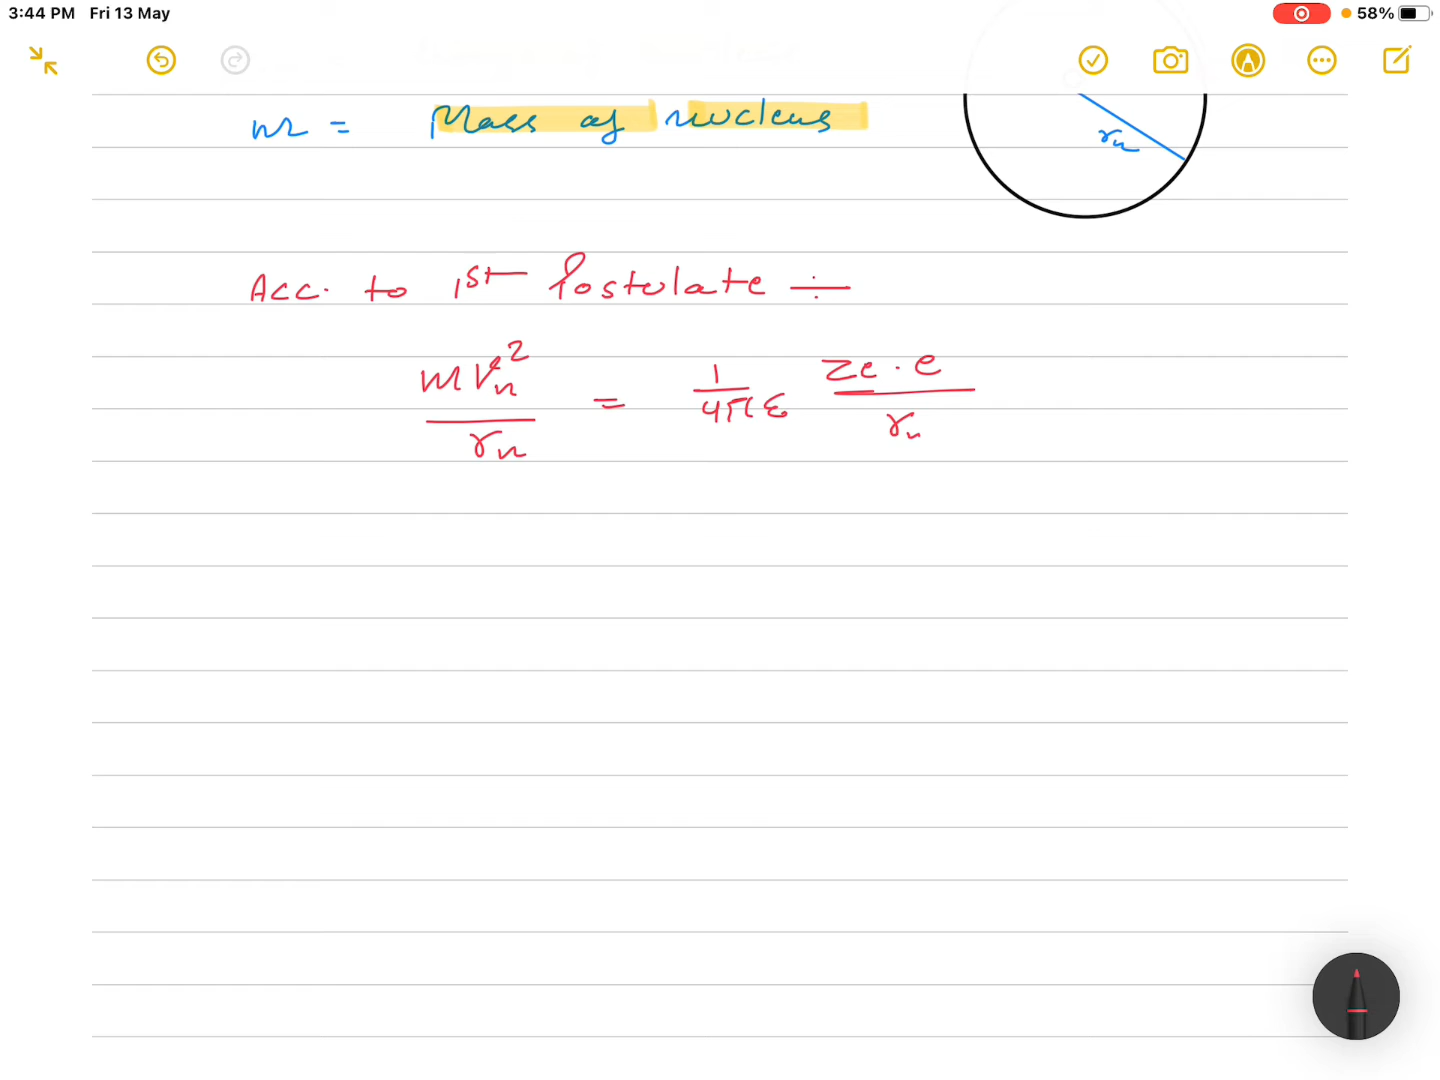 3:44 PM Fri 13 May 58%
m = Mass of nucleus
rn
Acc. to 1st Postulate ÷
mVn² / rn = 1/4πε Ze . e / rn